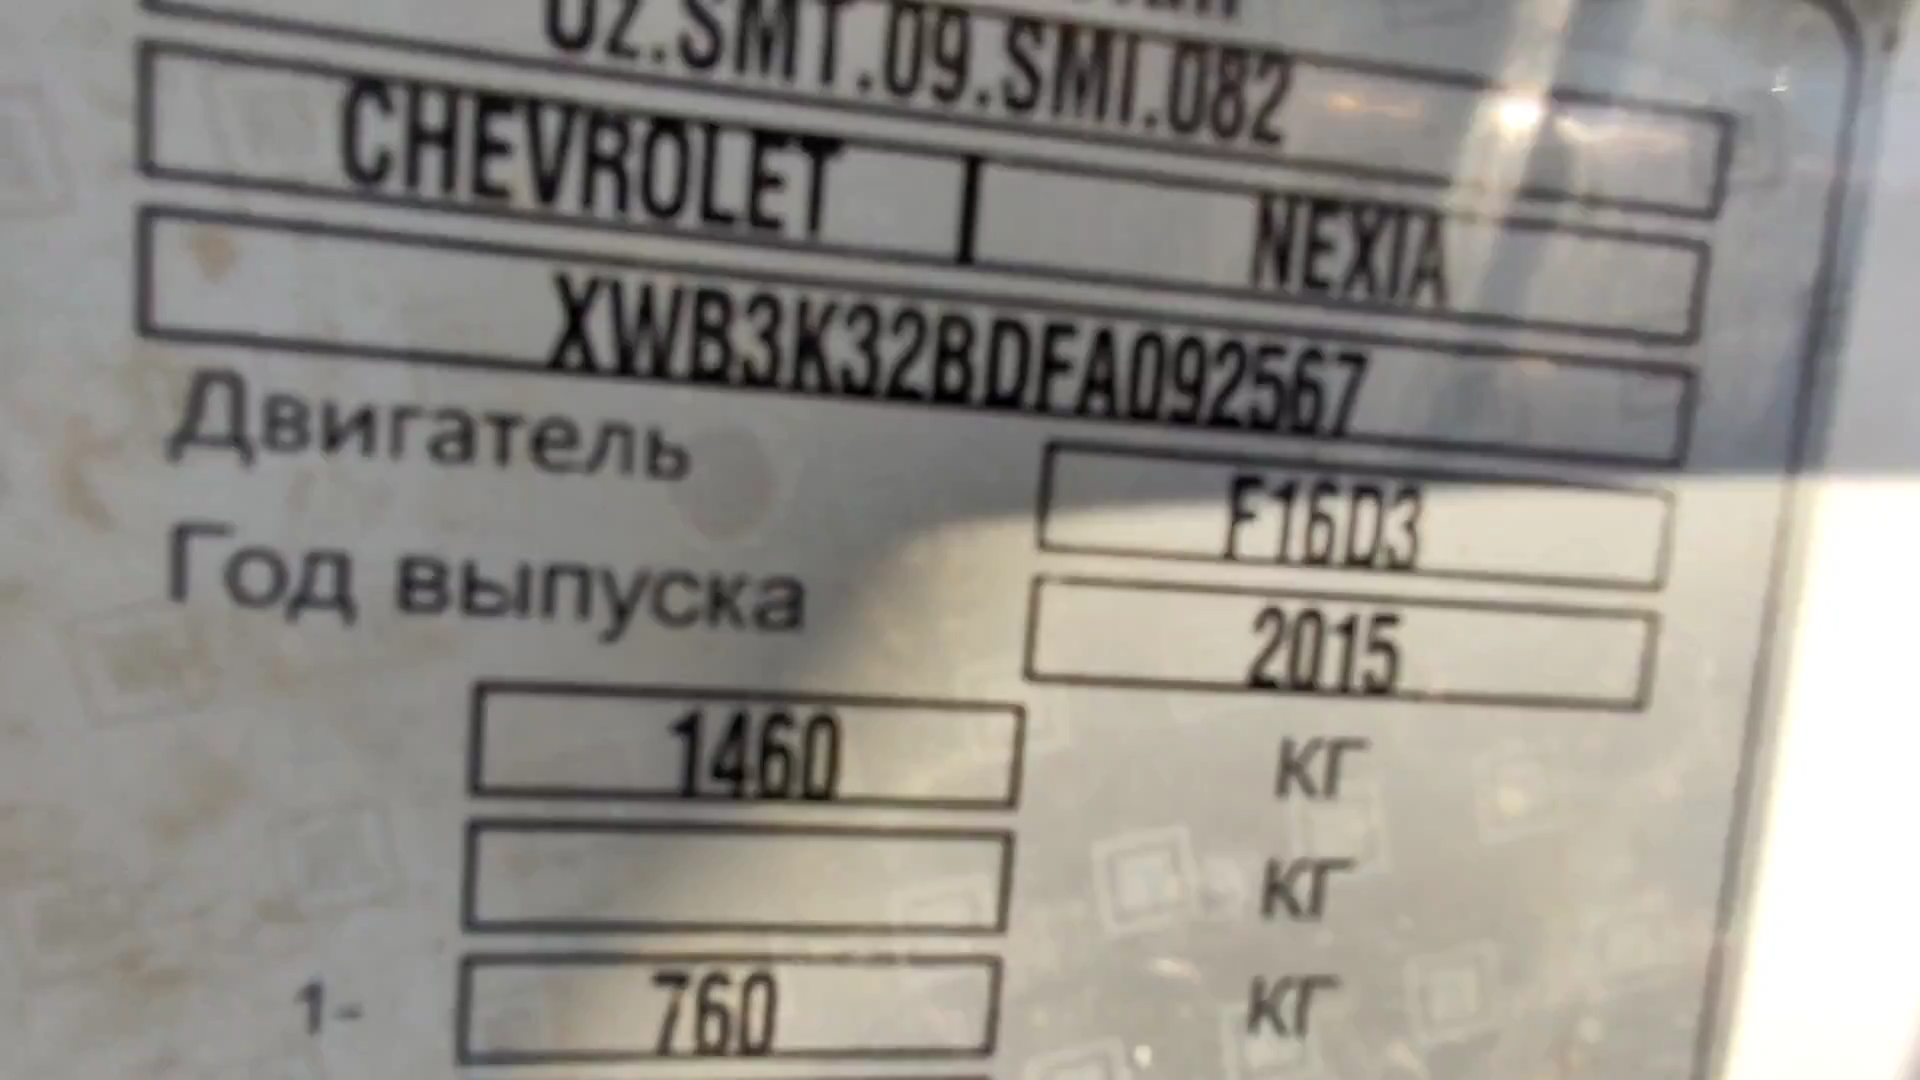 UZ.SMT.09.SMI.082
CHEVROLET NEXIA
XWB3K32BDFA092567
Двигатель F16D3
Год выпуска 2015
1460 кг
кг
1- 760 кг